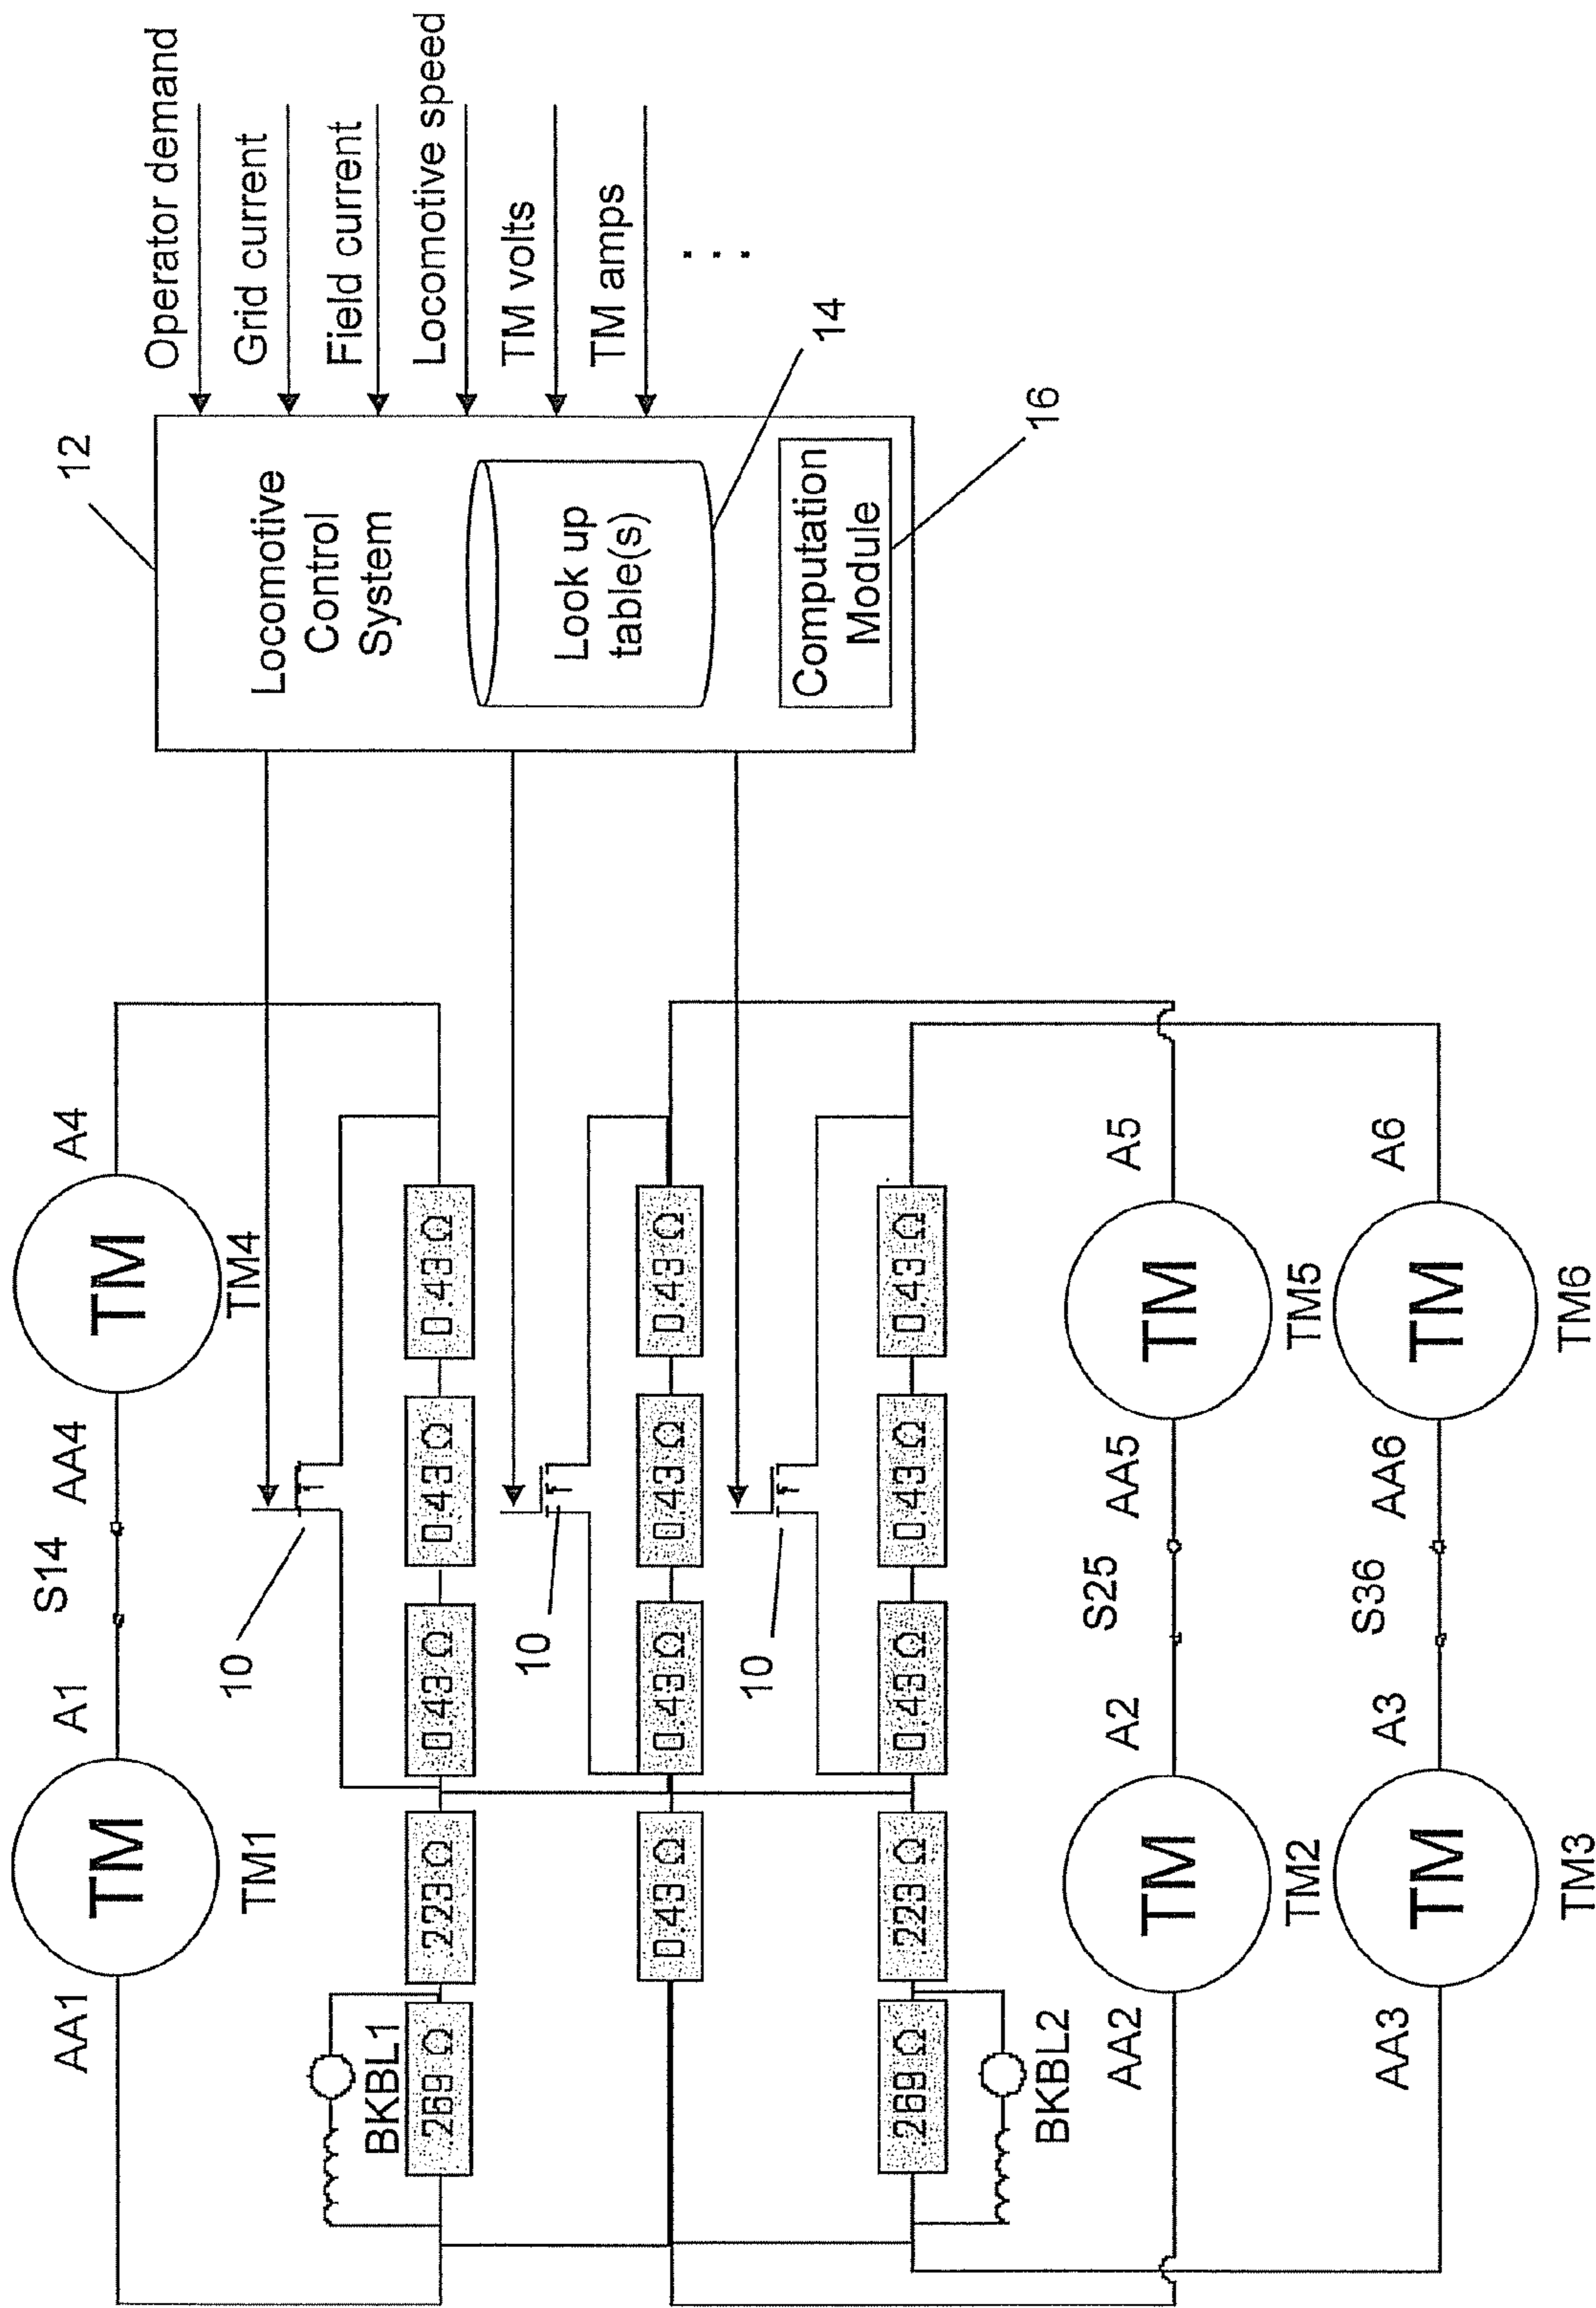 AA1
TM
TM1
A1
S14
AA4
TM
TM4
A4
12
Locomotive
Control
System
Look up
table(s)
Computation
Module
14
16
Operator demand
Grid current
Field current
Locomotive speed
TM volts
TM amps
. . .
10
BKBL1
.269 Ω
.223 Ω
0.43 Ω
0.43 Ω
0.43 Ω
10
0.43 Ω
0.43 Ω
0.43 Ω
0.43 Ω
10
.269 Ω
.223 Ω
0.43 Ω
0.43 Ω
0.43 Ω
BKBL2
AA2
TM
TM2
A2
S25
AA5
TM
TM5
A5
AA3
TM
TM3
A3
S36
AA6
TM
TM6
A6